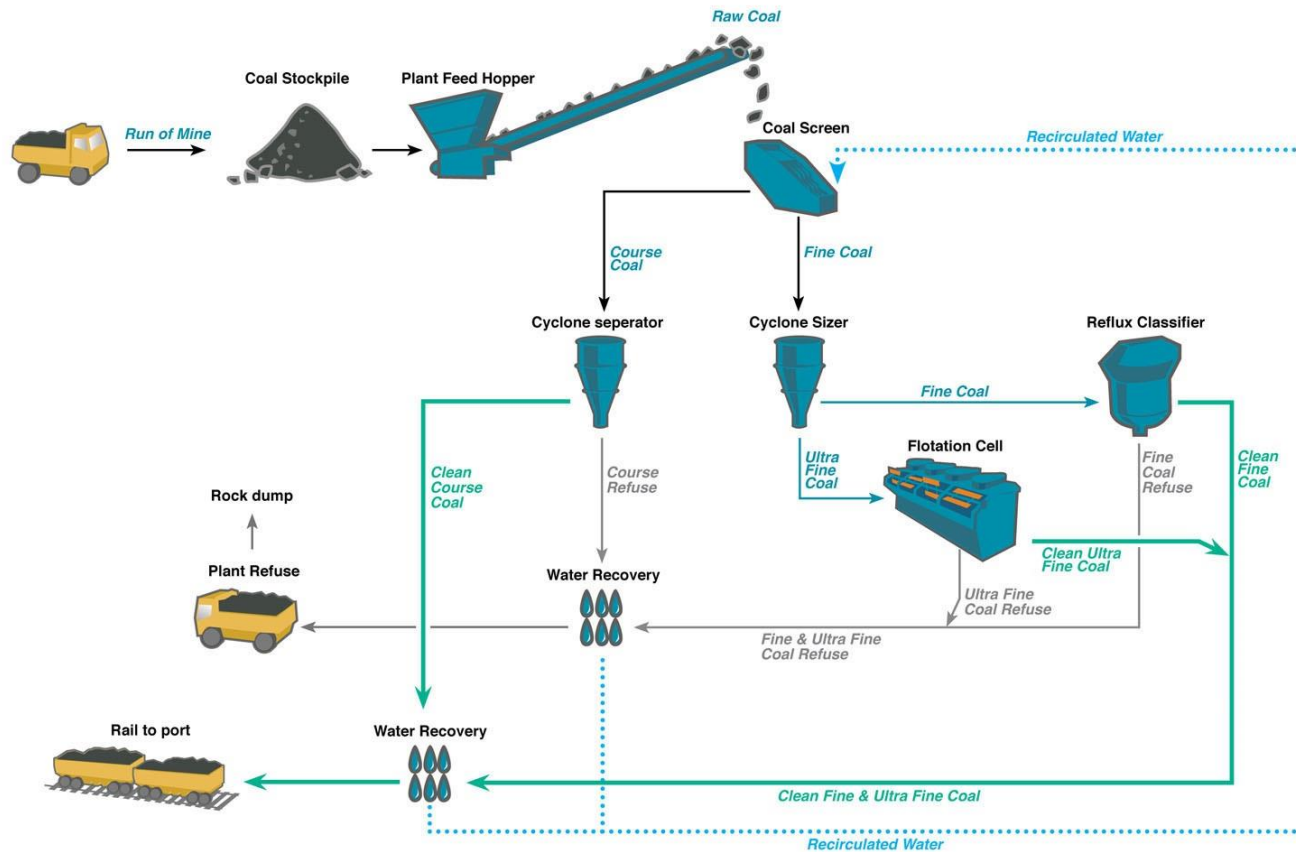 Raw Coal
Coal Stockpile
Plant Feed Hopper
Run of Mine
Coal Screen
Recirculated Water
Course
Coal
Fine Coal
Cyclone seperator
Cyclone Sizer
Reflux Classifier
Fine Coal
Flotation Cell
Clean
Course
Coal
Course
Refuse
Ultra
Fine
Coal
Fine
Coal
Refuse
Clean
Fine
Coal
Rock dump
Clean Ultra
Fine Coal
Plant Refuse
Water Recovery
Ultra Fine
Coal Refuse
Fine & Ultra Fine
Coal Refuse
Rail to port
Water Recovery
Clean Fine & Ultra Fine Coal
Recirculated Water